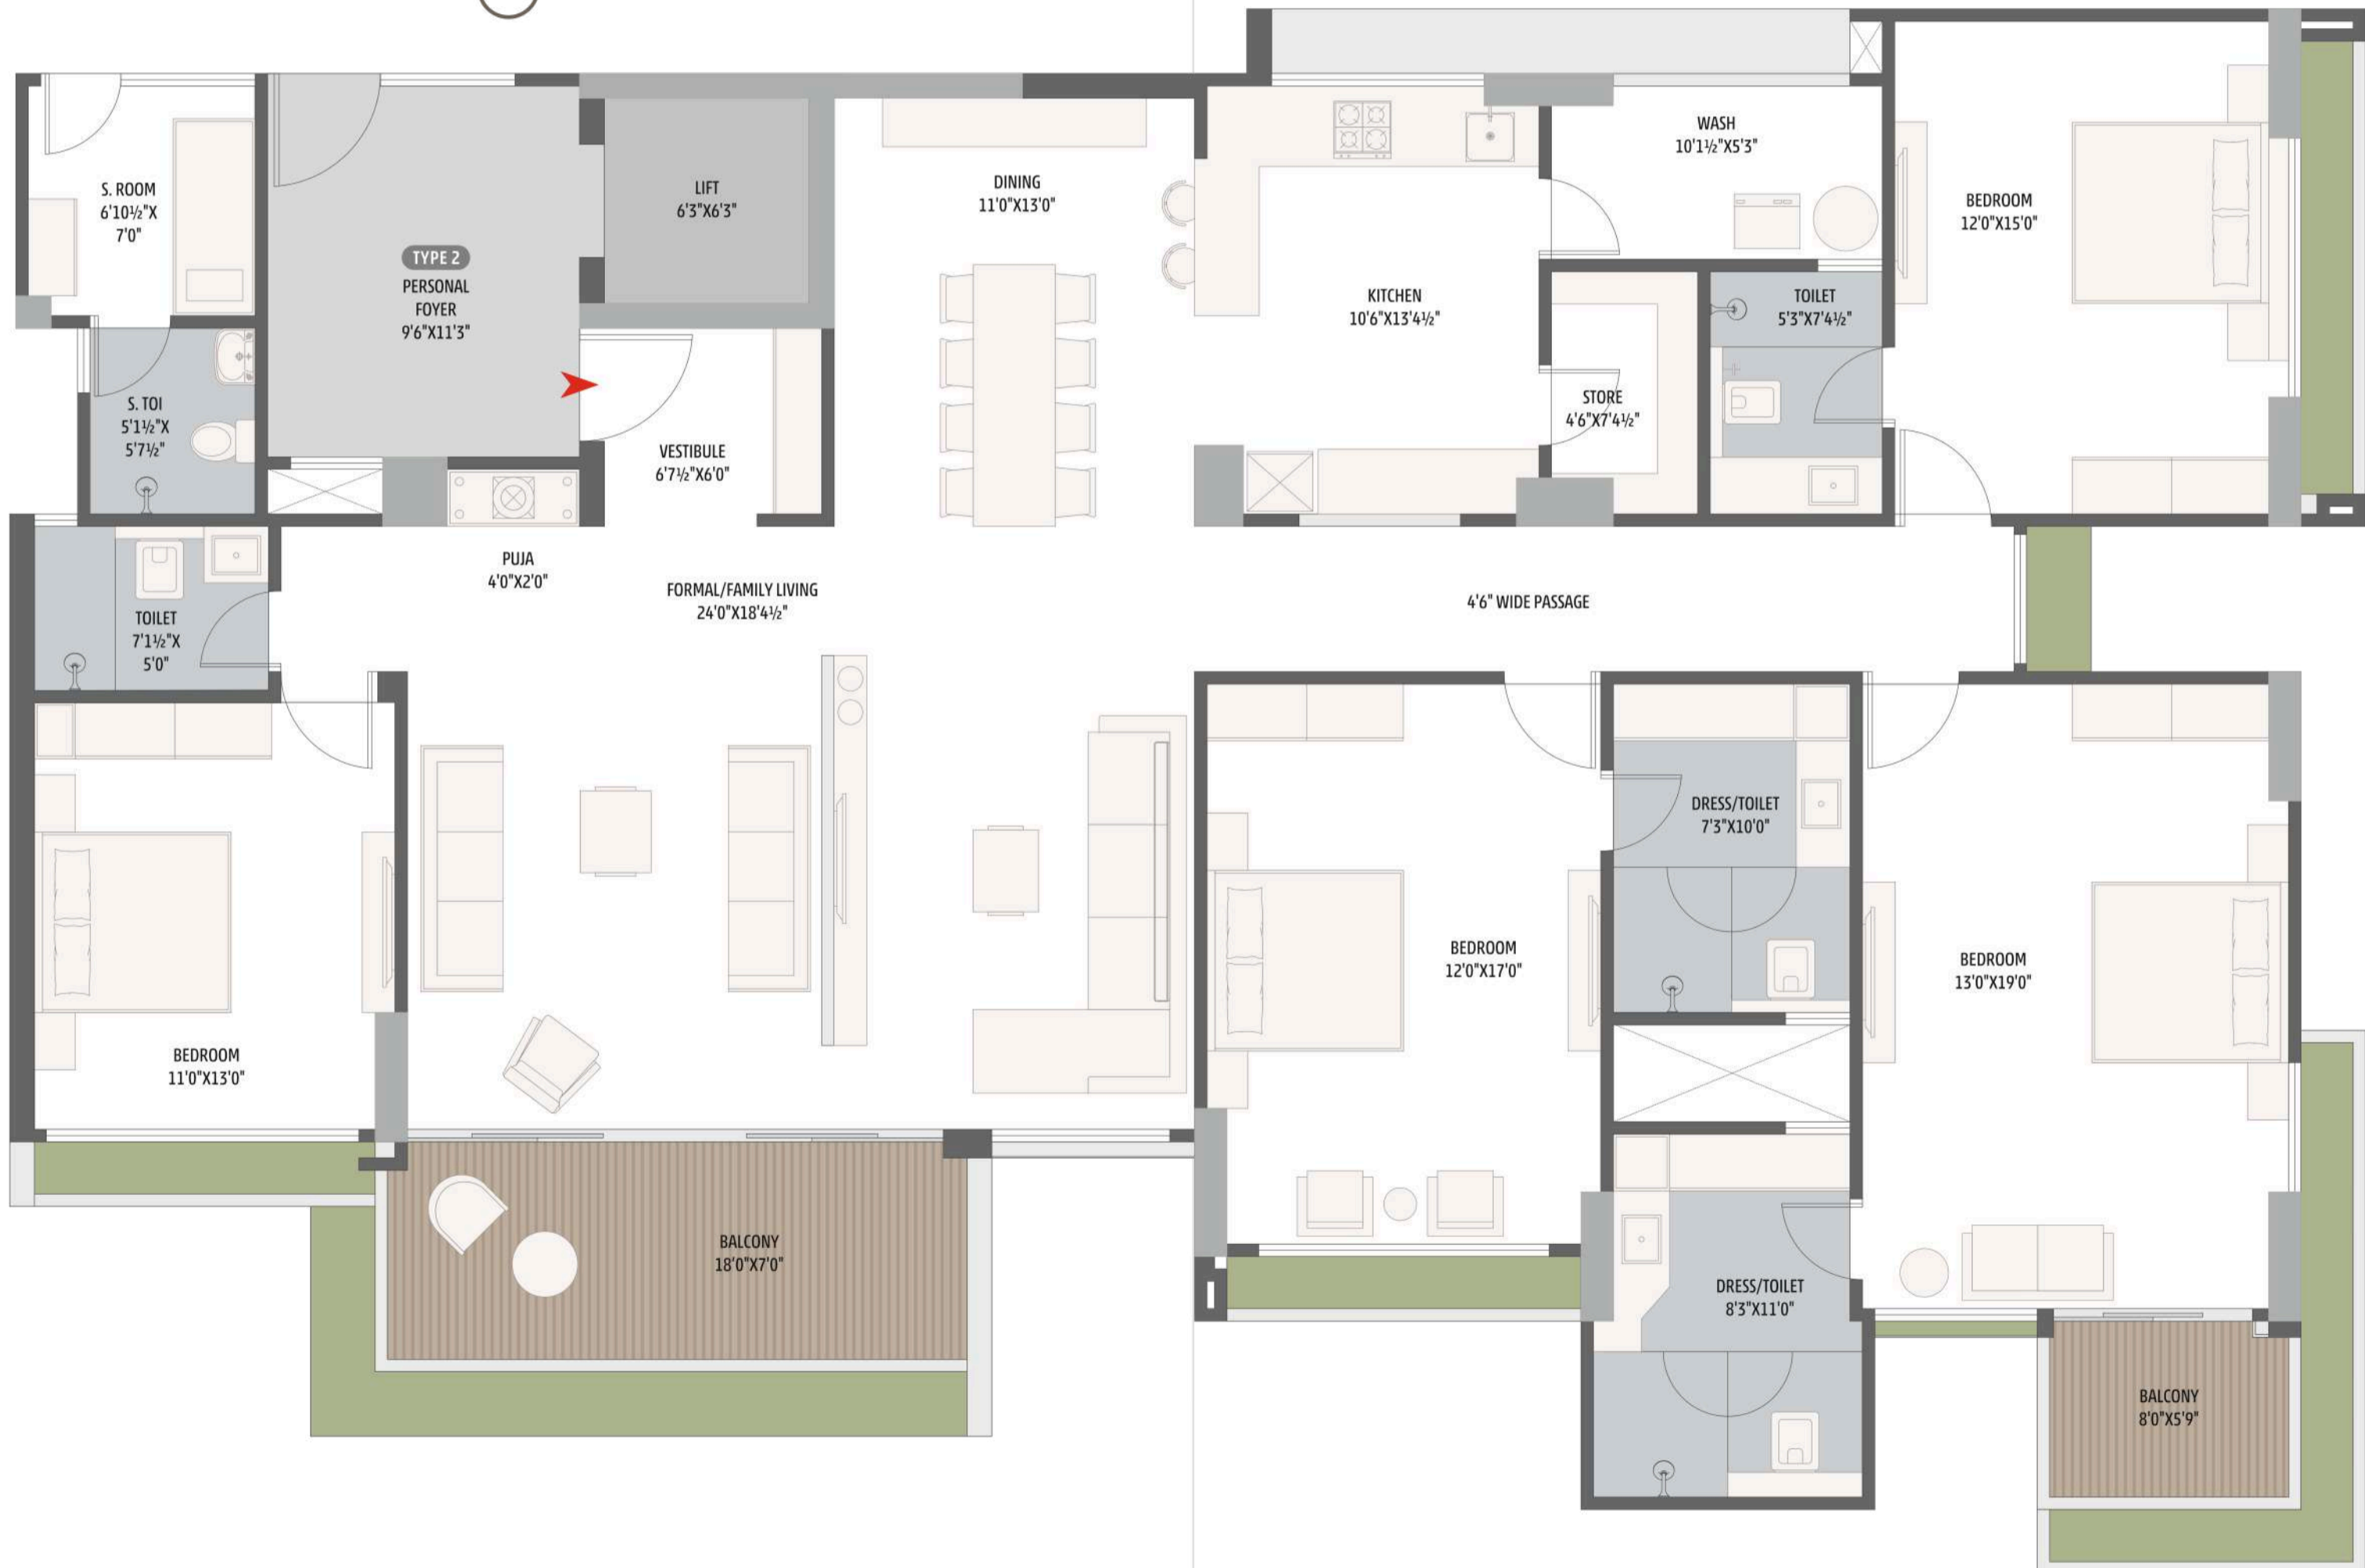 S. ROOM
6'10½"X
7'0"
TYPE 2
PERSONAL
FOYER
9'6"X11'3"
LIFT
6'3"X6'3"
DINING
11'0"X13'0"
KITCHEN
10'6"X13'4½"
WASH
10'1½"X5'3"
BEDROOM
12'0"X15'0"
TOILET
5'3"X7'4½"
STORE
4'6"X7'4½"
S. TOI
5'1½"X
5'7½"
VESTIBULE
6'7½"X6'0"
PUJA
4'0"X2'0"
FORMAL/FAMILY LIVING
24'0"X18'4½"
4'6" WIDE PASSAGE
TOILET
7'1½"X
5'0"
BEDROOM
11'0"X13'0"
DRESS/TOILET
7'3"X10'0"
BEDROOM
12'0"X17'0"
BEDROOM
13'0"X19'0"
BALCONY
18'0"X7'0"
DRESS/TOILET
8'3"X11'0"
BALCONY
8'0"X5'9"